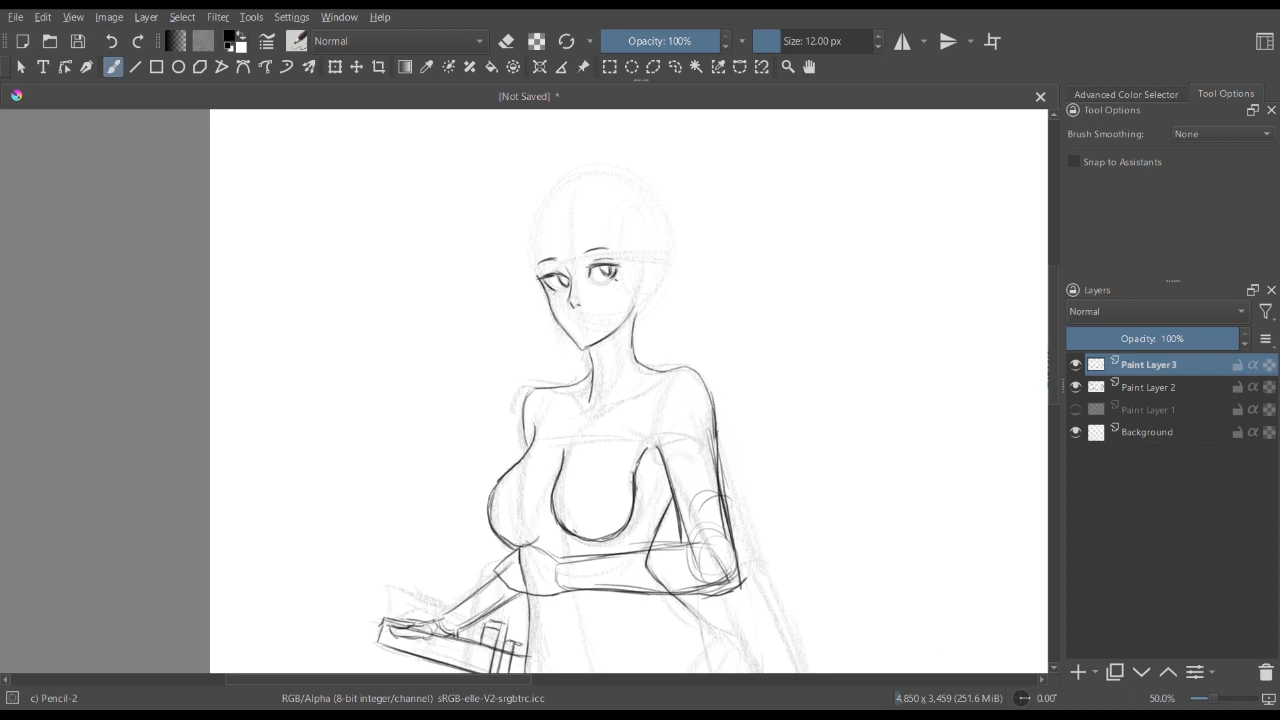 File Edit View Image Layer Select Filter Tools Settings Window Help
Normal Opacity: 100% Size: 12.00 px
[Not Saved] *
Advanced Color Selector Tool Options
Tool Options
Brush Smoothing: None
Snap to Assistants
Layers
Normal
Opacity: 100%
Paint Layer 3
Paint Layer 2
Paint Layer 1
Background
c) Pencil-2 RGB/Alpha (8-bit integer/channel) sRGB-elle-V2-srgbtrc.icc 4,850 x 3,459 (251.6 MiB) 0.00° 50.0%